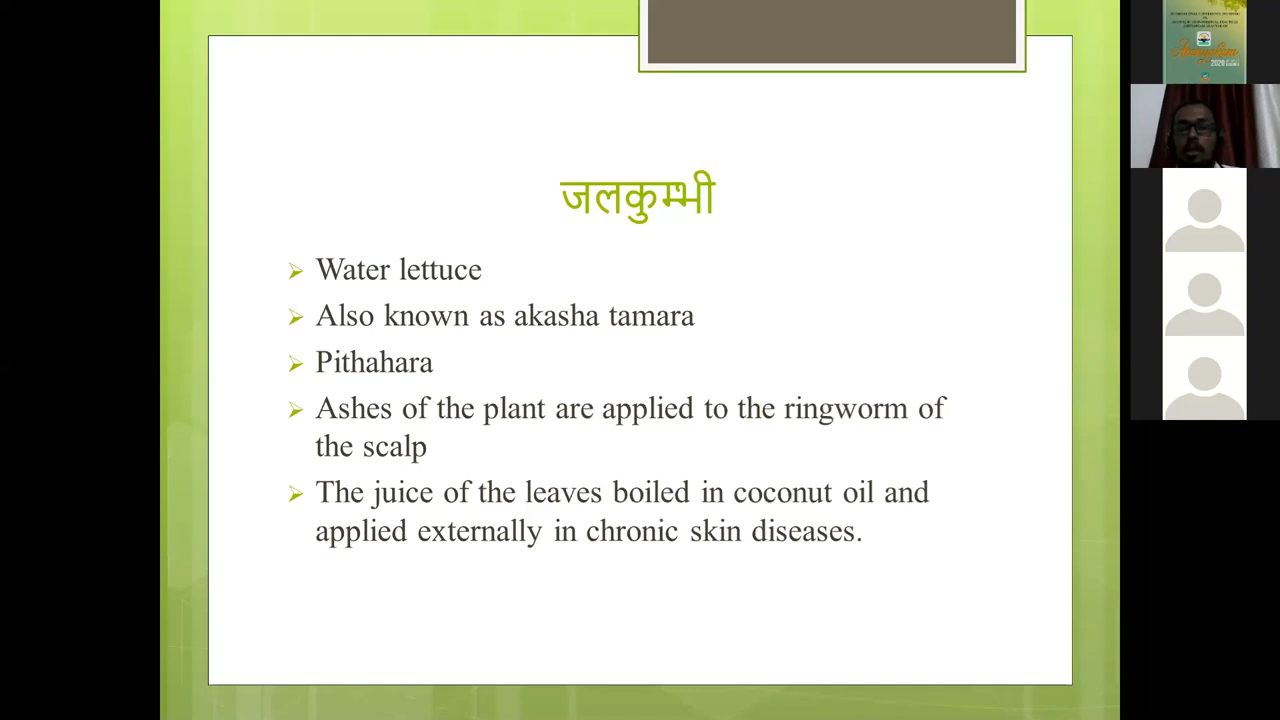 जलकुम्भी
Water lettuce
Also known as akasha tamara
Pithahara
Ashes of the plant are applied to the ringworm of
the scalp
The juice of the leaves boiled in coconut oil and
applied externally in chronic skin diseases.
2020